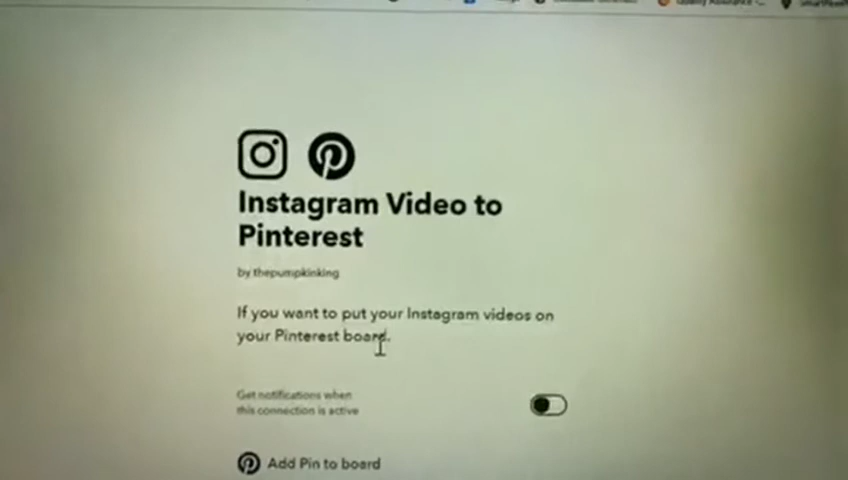 Instagram Video to
Pinterest
by thepumpkinking
If you want to put your Instagram videos on
your Pinterest board.
Get notifications when
this connection is active
Add Pin to board